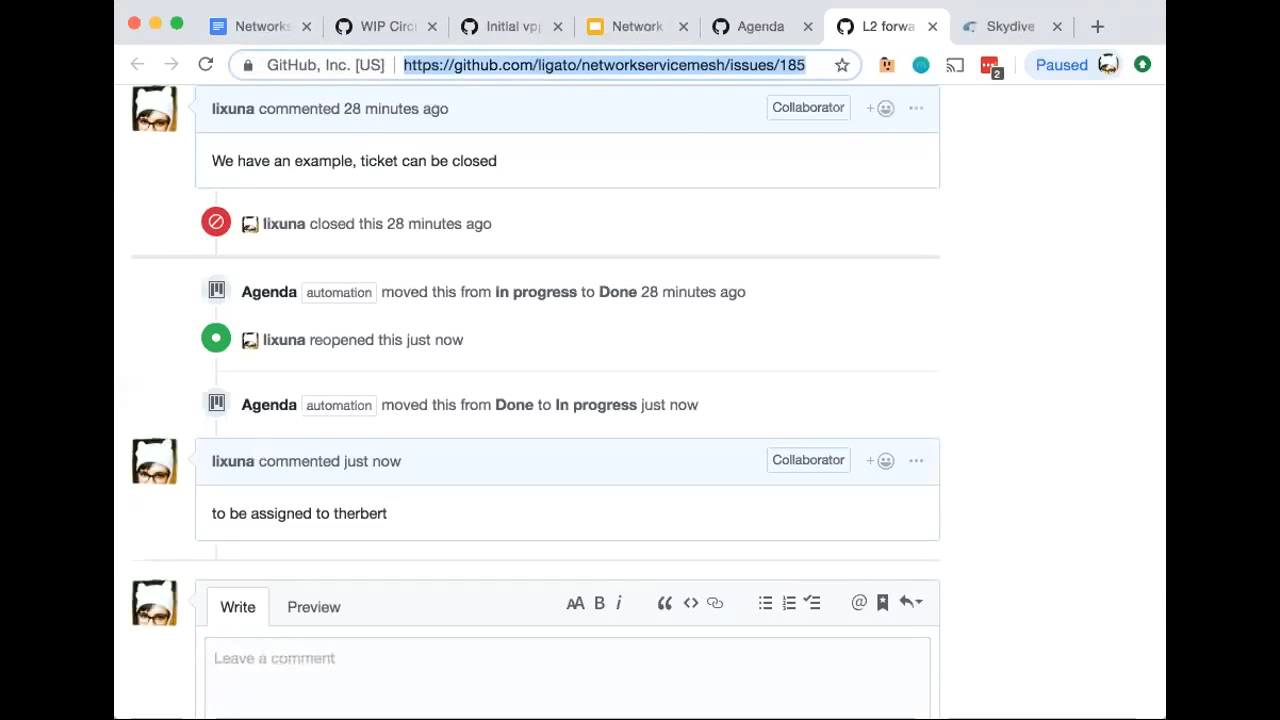 Networks
WIP Circ
Initial vpp
Network
Agenda
L2 forwa
Skydive
GitHub, Inc. [US]
https://github.com/ligato/networkservicemesh/issues/185
2
Paused
lixuna commented 28 minutes ago
Collaborator
We have an example, ticket can be closed
lixuna closed this 28 minutes ago
Agenda automation moved this from in progress to Done 28 minutes ago
lixuna reopened this just now
Agenda automation moved this from Done to In progress just now
lixuna commented just now
Collaborator
to be assigned to therbert
Write
Preview
AA B i
Leave a comment